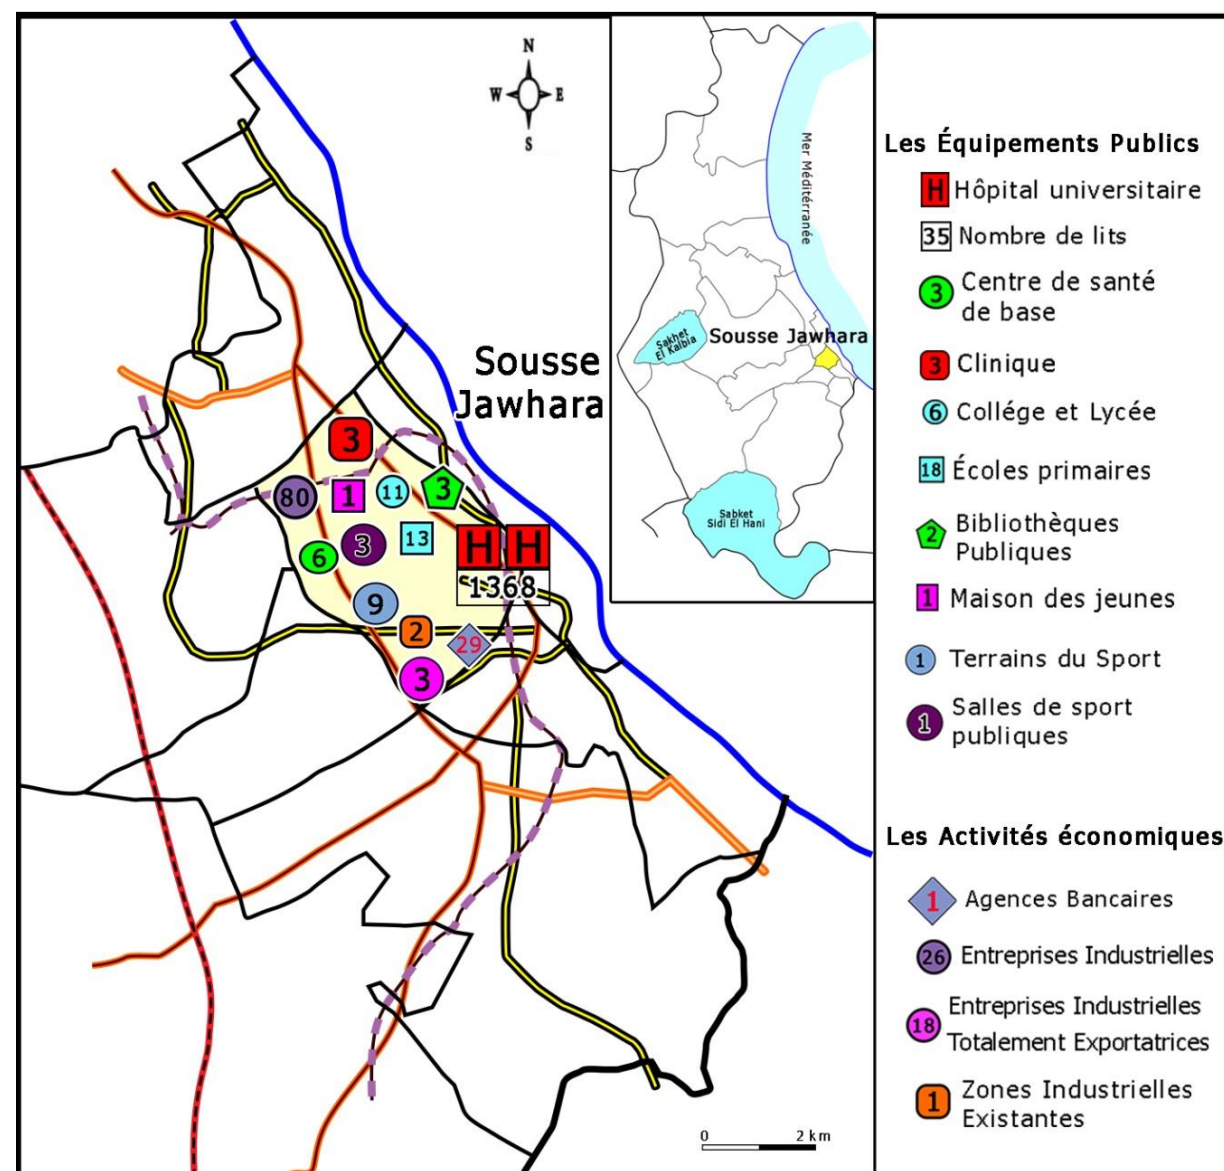 N
W E
S
Sousse
Jawhara
3
80
1
11
3
6
3
13
H H
1368
9
2
29
3
0 2 km
Mer Méditérranée
Sakhet
El Kalbia
Sousse Jawhara
Sabket
Sidi El Hani
Les Équipements Publics
H Hôpital universitaire
35 Nombre de lits
3 Centre de santé
de base
3 Clinique
6 Collége et Lycée
18 Écoles primaires
2 Bibliothèques
Publiques
1 Maison des jeunes
1 Terrains du Sport
1 Salles de sport
publiques
Les Activités économiques
1 Agences Bancaires
26 Entreprises Industrielles
18 Entreprises Industrielles
Totalement Exportatrices
1 Zones Industrielles
Existantes